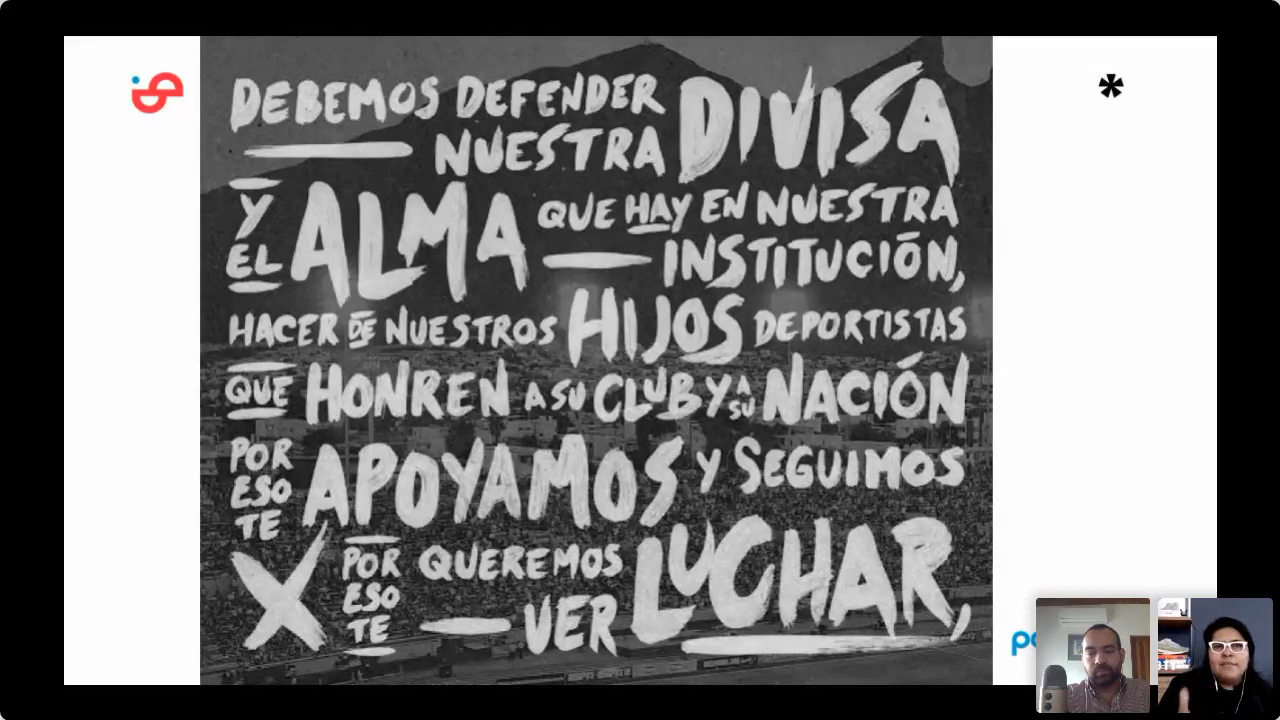 DEBEMOS DEFENDER
NUESTRA DIVISA
Y EL ALMA QUE HAY EN NUESTRA
INSTITUCIÓN,
HACER DE NUESTROS HIJOS DEPORTISTAS
QUE HONREN A SU CLUB Y A SU NACIÓN
POR ESO TE APOYAMOS Y SEGUIMOS
X POR ESO TE QUEREMOS
VER LUCHAR,